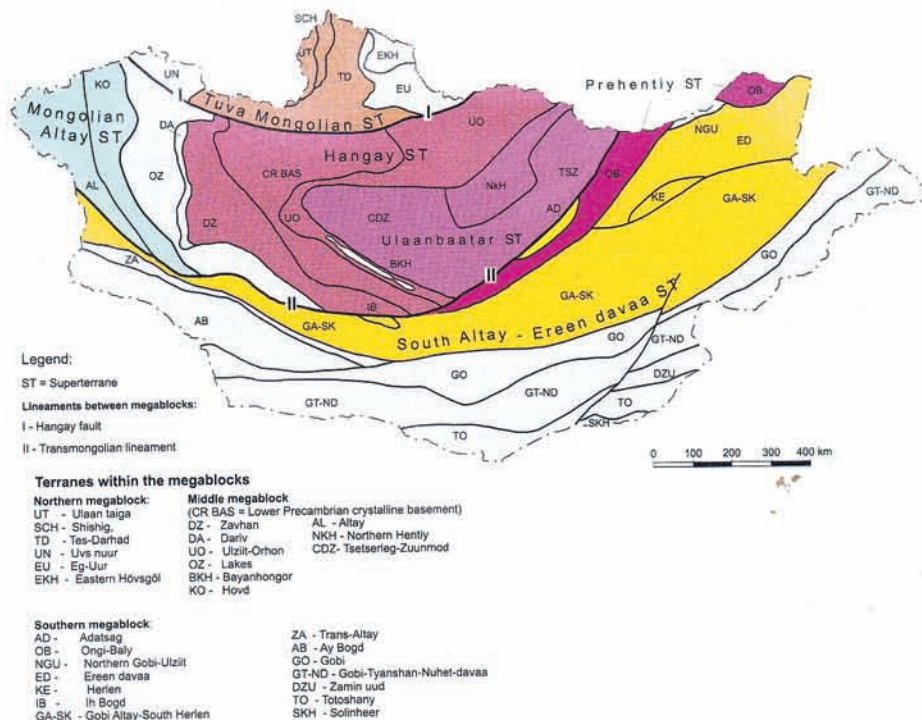 SCH
UT
TD
EKH
EU
UN
KO
I
Tuva Mongolian ST
I
Prehentiy ST
OB
Mongolian
Altay ST
DA
UO
NGU
ED
Hangay ST
OZ
CR BAS
NkH
TSZ
OB
GT-ND
AL
KE
GA-SK
UO
CDZ
AD
DZ
Ulaanbaatar ST
GO
ZA
BKH
II
II
IB
GA-SK
GA-SK
South Altay - Ereen davaa ST
AB
GO
GT-ND
GO
DZU
GT-ND
GT-ND
TO
TO
SKH
Legend:
ST = Superterrane
Lineaments between megablocks:
I - Hangay fault
II - Transmongolian lineament
0 100 200 300 400 km
Terranes within the megablocks
Northern megablock:
UT - Ulaan taiga
SCH - Shishig,
TD - Tes-Darhad
UN - Uvs nuur
EU - Eg-Uur
EKH - Eastern Hövsgöl
Middle megablock
(CR BAS = Lower Precambrian crystalline basement)
DZ - Zavhan
DA - Dariv
UO - Ulziit-Orhon
OZ - Lakes
BKH - Bayanhongor
KO - Hovd
AL - Altay
NKH - Northern Hentiy
CDZ- Tsetserleg-Zuunmod
Southern megablock:
AD - Adatsag
OB - Ongi-Baly
NGU - Northern Gobi-Ulziit
ED - Ereen davaa
KE - Herlen
IB - Ih Bogd
GA-SK - Gobi Altay-South Herlen
ZA - Trans-Altay
AB - Ay Bogd
GO - Gobi
GT-ND - Gobi-Tyanshan-Nuhet-davaa
DZU - Zamin uud
TO - Totoshany
SKH - Solinheer